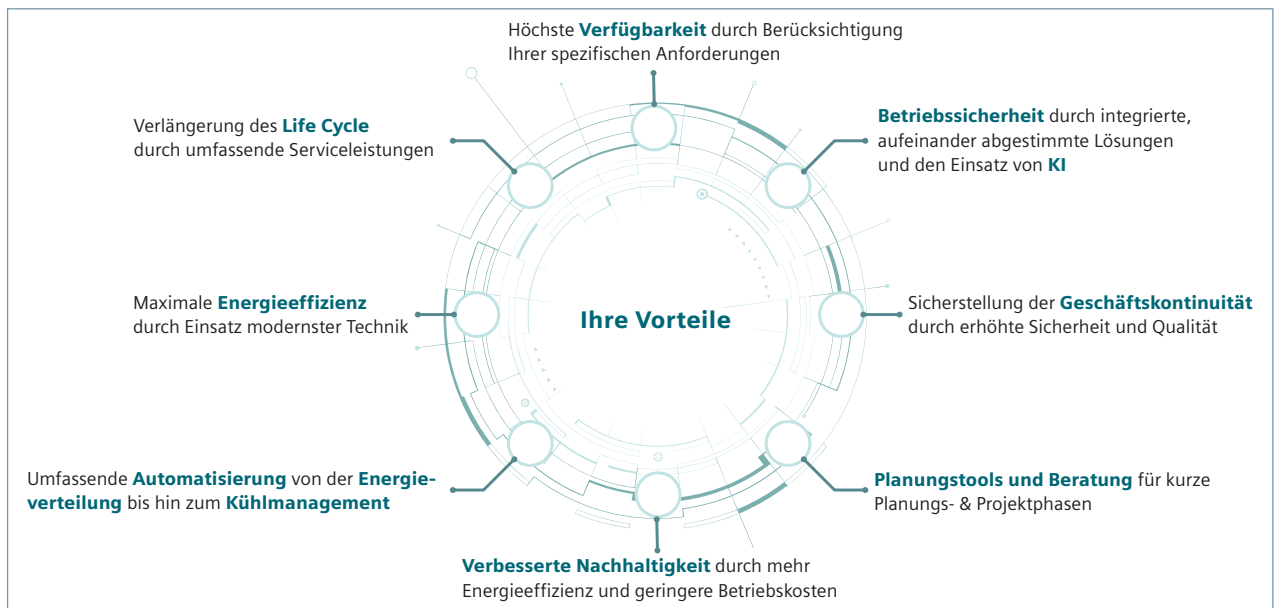 Höchste Verfügbarkeit durch Berücksichtigung
Ihrer spezifischen Anforderungen
Betriebssicherheit durch integrierte,
aufeinander abgestimmte Lösungen
und den Einsatz von KI
Sicherstellung der Geschäftskontinuität
durch erhöhte Sicherheit und Qualität
Planungstools und Beratung für kurze
Planungs- & Projektphasen
Verbesserte Nachhaltigkeit durch mehr
Energieeffizienz und geringere Betriebskosten
Umfassende Automatisierung von der Energie-
verteilung bis hin zum Kühlmanagement
Maximale Energieeffizienz
durch Einsatz modernster Technik
Verlängerung des Life Cycle
durch umfassende Serviceleistungen
Ihre Vorteile